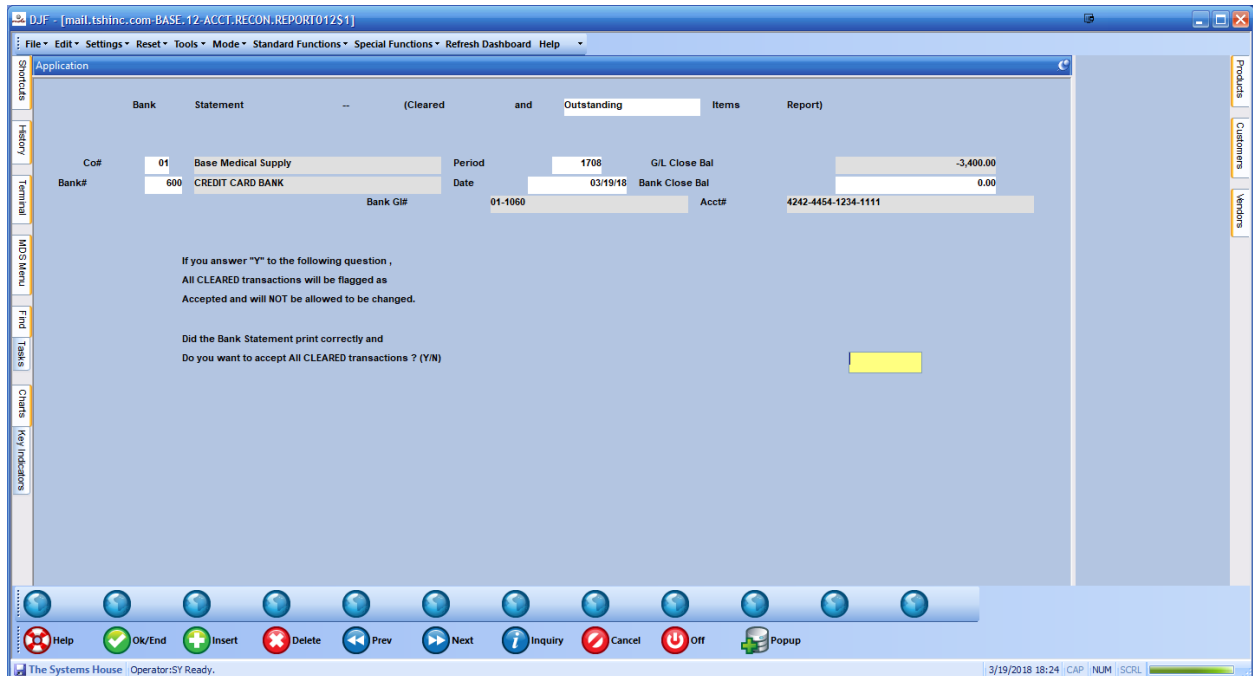 DJF - [mail.tshinc.com-BASE.12-ACCT.RECON.REPORT012S1]
File Edit Settings Reset Tools Mode Standard Functions Special Functions Refresh Dashboard Help
Application
Shortcuts
History
Terminal
MDS Menu
Find
Tasks
Charts
Key Indicators
Products
Customers
Vendors
Bank Statement -- (Cleared and Outstanding Items Report)
Co# 01 Base Medical Supply Period 1708 G/L Close Bal -3,400.00
Bank# 600 CREDIT CARD BANK Date 03/19/18 Bank Close Bal 0.00
Bank Gl# 01-1060 Acct# 4242-4454-1234-1111
If you answer "Y" to the following question ,
All CLEARED transactions will be flagged as
Accepted and will NOT be allowed to be changed.
Did the Bank Statement print correctly and
Do you want to accept All CLEARED transactions ? (Y/N)
Help Ok/End Insert Delete Prev Next Inquiry Cancel Off Popup
The Systems House Operator:SY Ready. 3/19/2018 18:24 CAP NUM SCRL